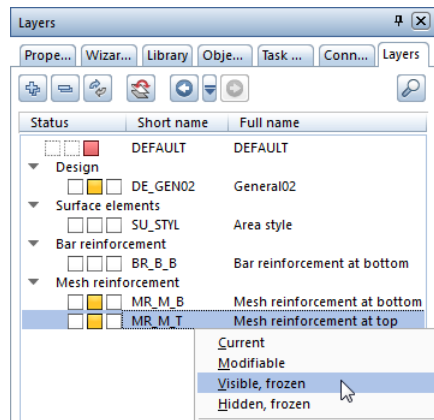 Layers
Prope... Wizar... Library Obje... Task ... Conn... Layers
Status Short name Full name
DEFAULT DEFAULT
Design
DE_GEN02 General02
Surface elements
SU_STYL Area style
Bar reinforcement
BR_B_B Bar reinforcement at bottom
Mesh reinforcement
MR_M_B Mesh reinforcement at bottom
MR_M_T Mesh reinforcement at top
Current
Modifiable
Visible, frozen
Hidden, frozen